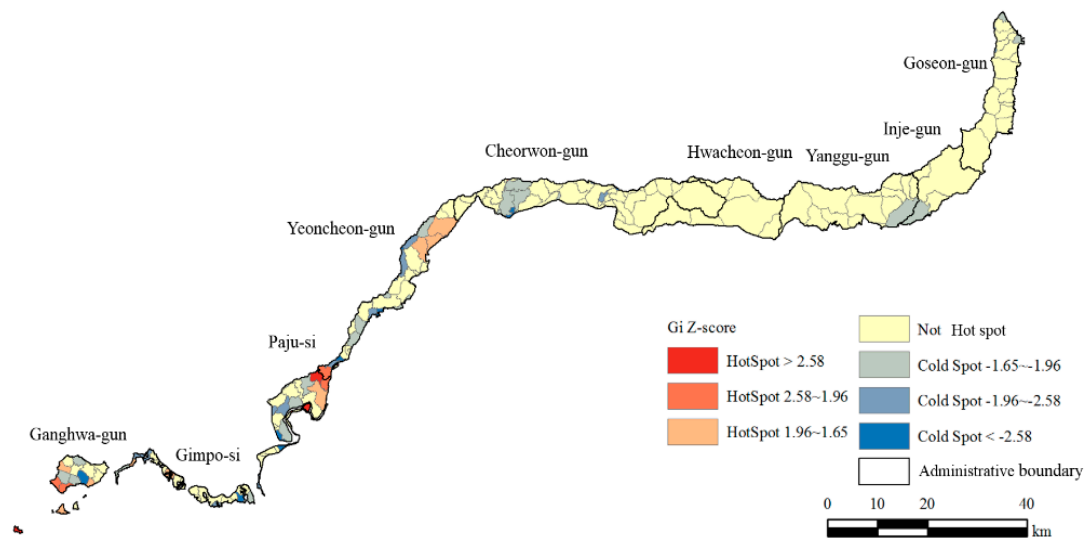 Goseon-gun
Inje-gun
Cheorwon-gun
Hwacheon-gun
Yanggu-gun
Yeoncheon-gun
Paju-si
Ganghwa-gun
Gimpo-si
Gi Z-score
HotSpot > 2.58
HotSpot 2.58~1.96
HotSpot 1.96~1.65
Not Hot spot
Cold Spot -1.65~-1.96
Cold Spot -1.96~-2.58
Cold Spot < -2.58
Administrative boundary
0 10 20 40
km